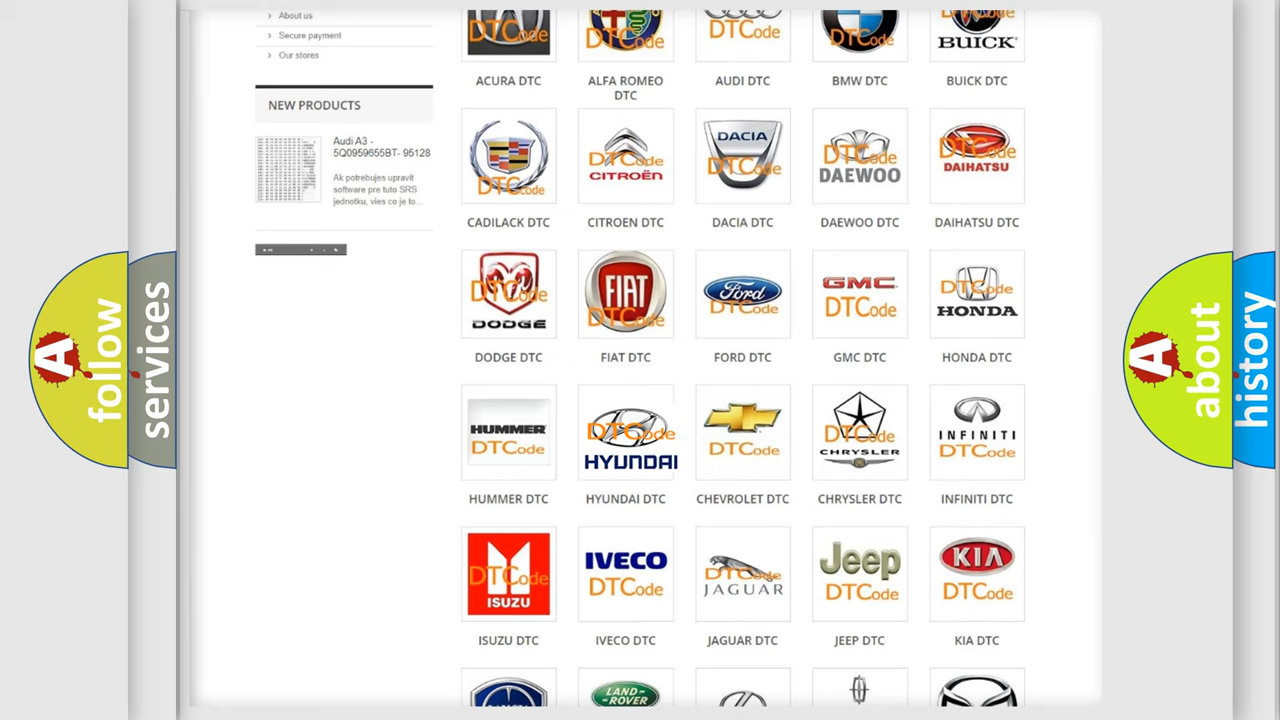 About us
Secure payment
Our stores
NEW PRODUCTS
Audi A3 -
5Q0959655BT- 95128
Ak potrebujes upravit
software pre tuto SRS
jednotku, vies co je to...
DTCode
DTCode
DTCode
DTCode
BUICK
ACURA DTC
ALFA ROMEO
DTC
AUDI DTC
BMW DTC
BUICK DTC
DTCode
DTCode
CITROËN
DACIA
DTCode
DTCode
DAEWOO
DTCode
DAIHATSU
CADILACK DTC
CITROEN DTC
DACIA DTC
DAEWOO DTC
DAIHATSU DTC
DTCode
DODGE
FIAT
DTCode
Ford
DTCode
GMC
DTCode
DTCode
HONDA
DODGE DTC
FIAT DTC
FORD DTC
GMC DTC
HONDA DTC
HUMMER
DTCode
DTCode
HYUNDAI
DTCode
DTCode
CHRYSLER
INFINITI
DTCode
HUMMER DTC
HYUNDAI DTC
CHEVROLET DTC
CHRYSLER DTC
INFINITI DTC
DTCode
ISUZU
IVECO
DTCode
DTCode
JAGUAR
Jeep
DTCode
KIA
DTCode
ISUZU DTC
IVECO DTC
JAGUAR DTC
JEEP DTC
KIA DTC
LAND-
ROVER
A
follow
services
A
about
history